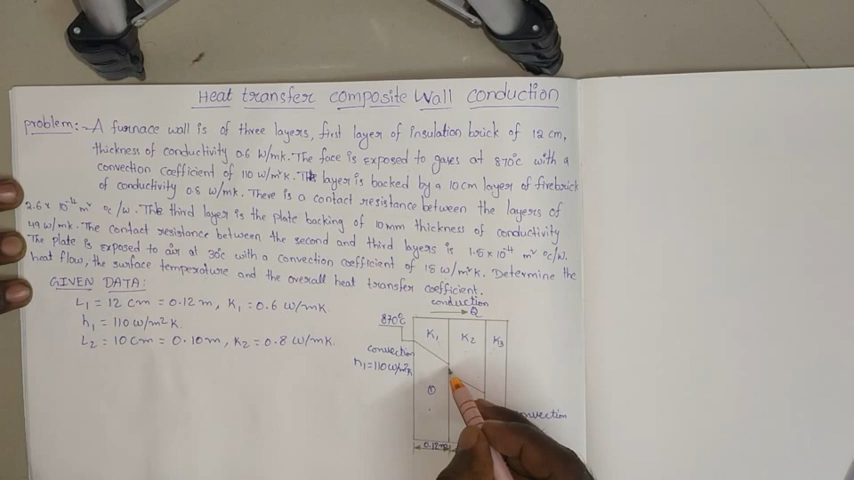 Heat transfer composite Wall conduction
problem:- A furnace wall is of three layers, first layer of insulation brick of 12 cm,
thickness of conductivity 0.6 W/mk. The face is exposed to gases at 870°c with a
convection coefficient of 110 W/m²K. The layer is backed by a 10 cm layer of firebrick
of conductivity 0.8 W/mk. There is a contact resistance between the layers of
2.6 x 10⁻⁴ m² °c/W. The third layer is the plate backing of 10 mm thickness of conductivity
49 W/mk. The contact resistance between the second and third layers is 1.5 x 10⁻⁴ m² °c/W.
The plate is exposed to air at 30°c with a convection coefficient of 15 W/m²K. Determine the
heat flow, the surface temperature and the overall heat transfer coefficient.
GIVEN DATA:
L₁ = 12 cm = 0.12 m, K₁ = 0.6 W/mK.
h₁ = 110 W/m²K.
L₂ = 10 cm = 0.10 m, K₂ = 0.8 W/mK.
conduction
Q
870°c
K₁ K₂ K₃
convection
h₁=110 W/m²K
①
convection
0.12m